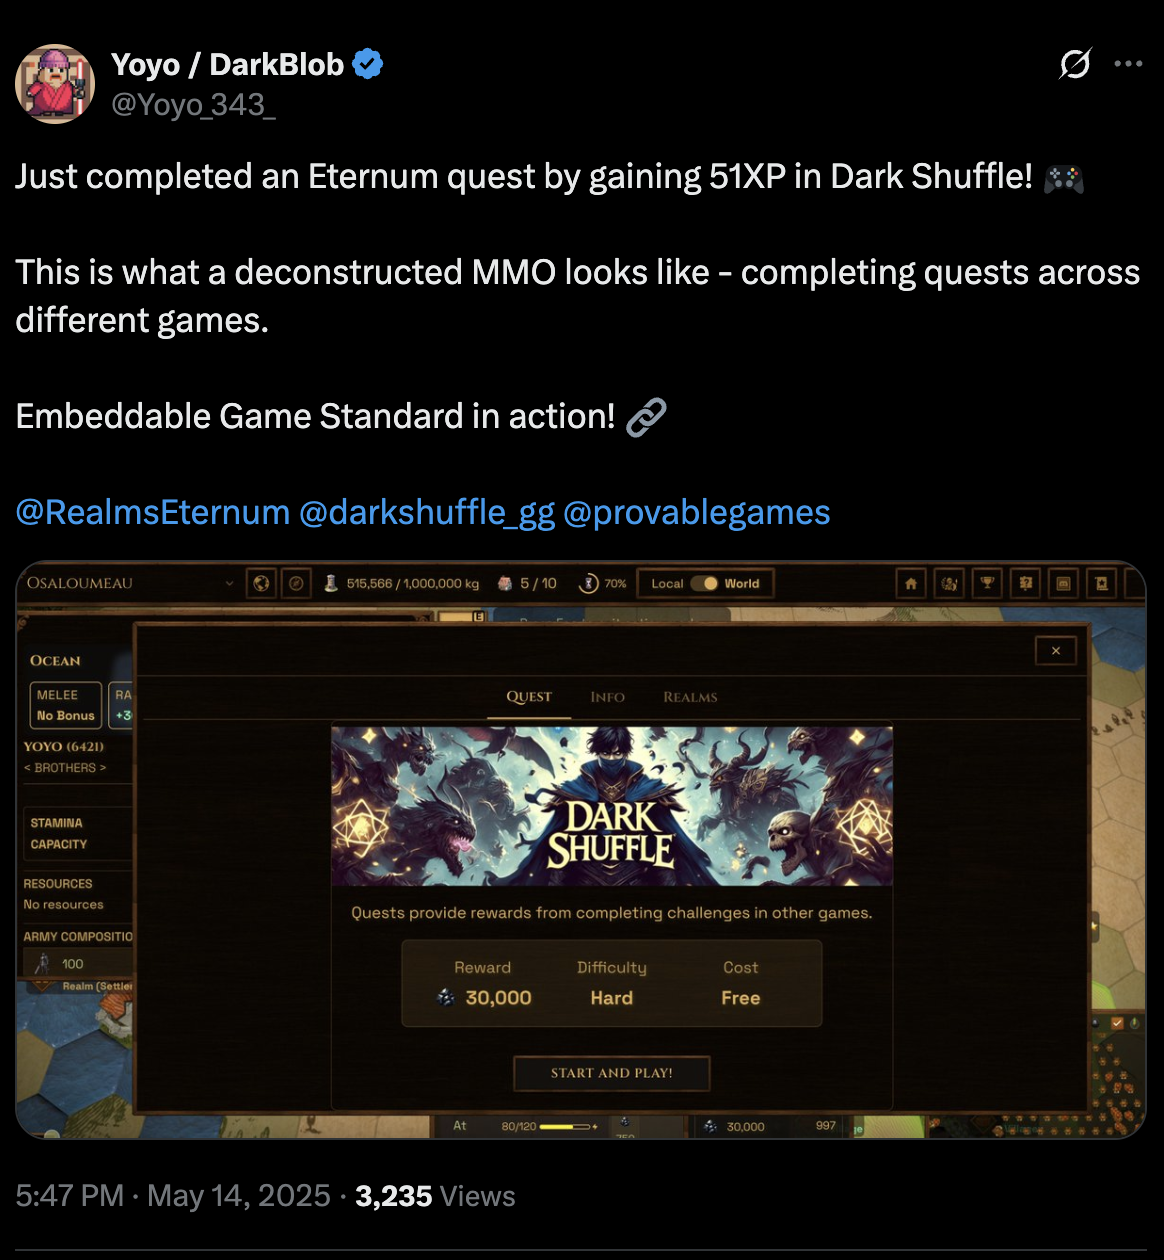 Yoyo / DarkBlob
@Yoyo_343_
Just completed an Eternum quest by gaining 51XP in Dark Shuffle! 🎮
This is what a deconstructed MMO looks like - completing quests across
different games.
Embeddable Game Standard in action! 🔗
@RealmsEternum @darkshuffle_gg @provablegames
OSALOUMEAU
515,566 / 1,000,000 kg
5 / 10
70%
Local
World
E
OCEAN
MELEE
No Bonus
RA
+3
YOYO (6421)
< BROTHERS >
STAMINA
CAPACITY
RESOURCES
No resources
ARMY COMPOSITIO
100
Realm (Settle
×
QUEST
INFO
REALMS
DARK
SHUFFLE
Quests provide rewards from completing challenges in other games.
Reward
Difficulty
Cost
30,000
Hard
Free
START AND PLAY!
At
80/120
750
30,000
997
ge
5:47 PM · May 14, 2025 · 3,235 Views